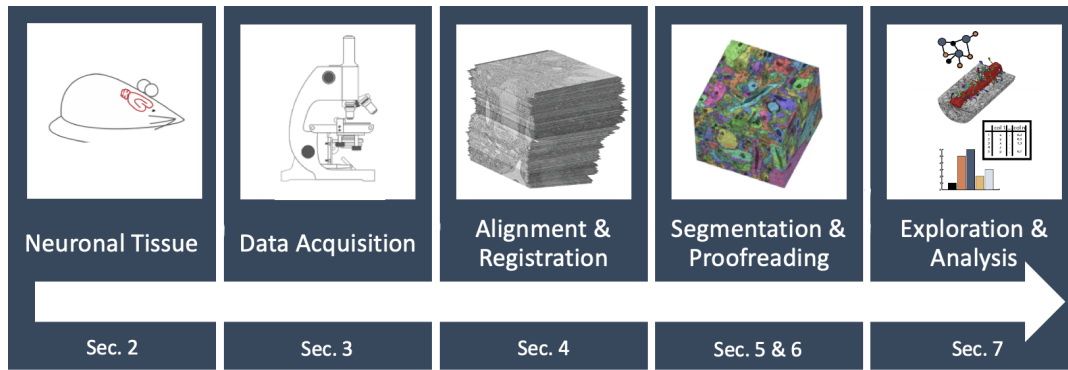 Neuronal Tissue
Data Acquisition
Alignment &
Registration
Segmentation &
Proofreading
Exploration &
Analysis
Sec. 2
Sec. 3
Sec. 4
Sec. 5 & 6
Sec. 7